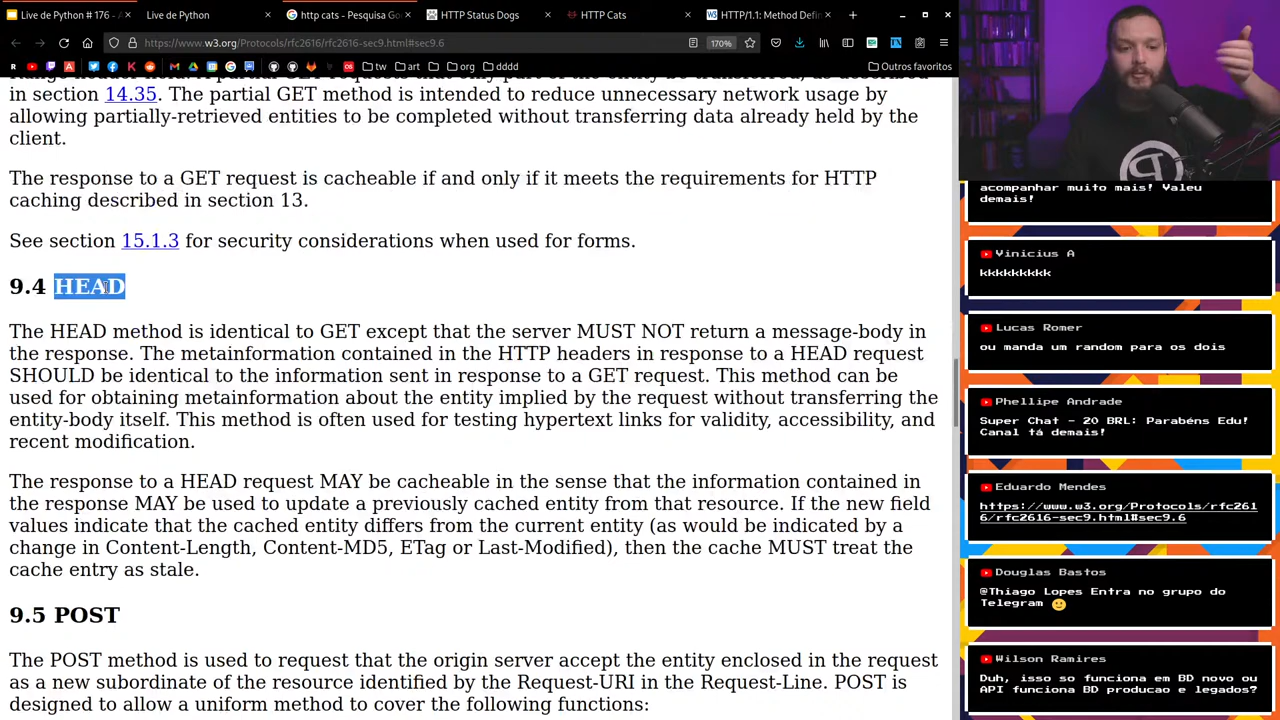 Live de Python # 176 - A
Live de Python
http cats - Pesquisa Go
HTTP Status Dogs
HTTP Cats
HTTP/1.1: Method Defin
https://www.w3.org/Protocols/rfc2616/rfc2616-sec9.html#sec9.6
170%
tw
art
org
dddd
Outros favoritos
in section 14.35. The partial GET method is intended to reduce unnecessary network usage by
allowing partially-retrieved entities to be completed without transferring data already held by the
client.
The response to a GET request is cacheable if and only if it meets the requirements for HTTP
caching described in section 13.
See section 15.1.3 for security considerations when used for forms.
9.4 HEAD
The HEAD method is identical to GET except that the server MUST NOT return a message-body in
the response. The metainformation contained in the HTTP headers in response to a HEAD request
SHOULD be identical to the information sent in response to a GET request. This method can be
used for obtaining metainformation about the entity implied by the request without transferring the
entity-body itself. This method is often used for testing hypertext links for validity, accessibility, and
recent modification.
The response to a HEAD request MAY be cacheable in the sense that the information contained in
the response MAY be used to update a previously cached entity from that resource. If the new field
values indicate that the cached entity differs from the current entity (as would be indicated by a
change in Content-Length, Content-MD5, ETag or Last-Modified), then the cache MUST treat the
cache entry as stale.
9.5 POST
The POST method is used to request that the origin server accept the entity enclosed in the request
as a new subordinate of the resource identified by the Request-URI in the Request-Line. POST is
designed to allow a uniform method to cover the following functions:
acompanhar muito mais! Valeu
demais!
Vinicius A
kkkkkkkkk
Lucas Romer
ou manda um random para os dois
Phellipe Andrade
Super Chat - 20 BRL: Parabéns Edu!
Canal tá demais!
Eduardo Mendes
https://www.w3.org/Protocols/rfc261
6/rfc2616-sec9.html#sec9.6
Douglas Bastos
@Thiago Lopes Entra no grupo do
Telegram 🙂
Wilson Ramires
Duh, isso so funciona em BD novo ou
API funciona BD producao e legados?